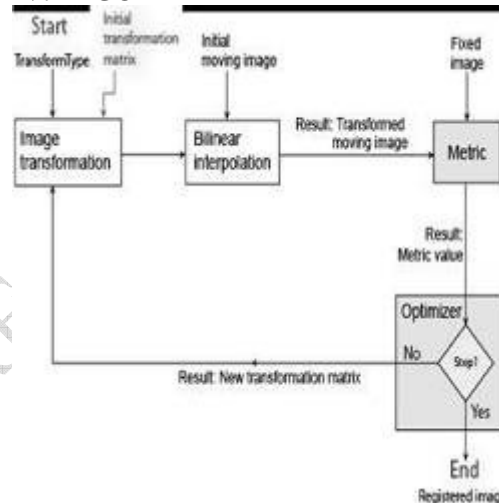 Start
TransformType
Initial
transformation
matrix
Initial
moving image
Fixed
image
Image
transformation
Bilinear
interpolation
Result: Transformed
moving image
Metric
Result:
Metric value
Optimizer
No
Stop?
Result: New transformation matrix
Yes
End
Registered imag